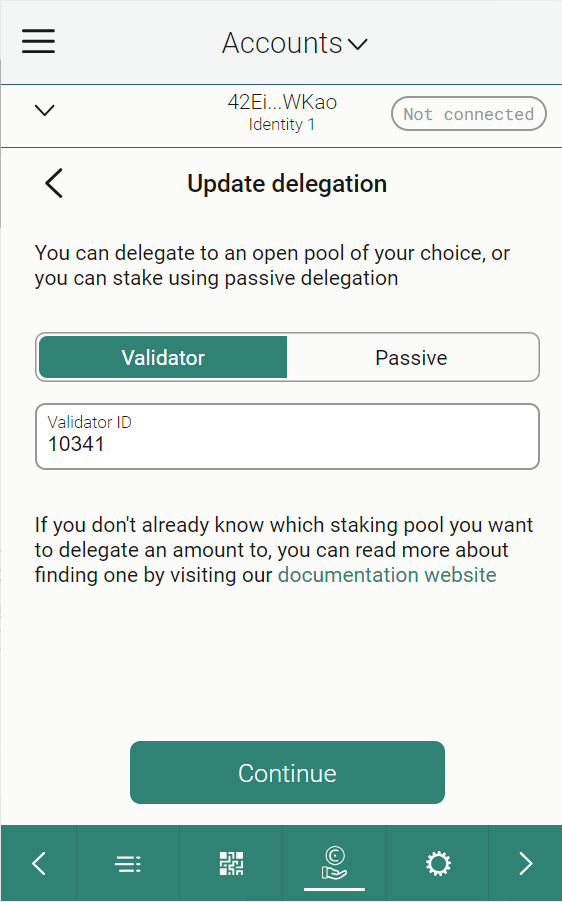 Accounts
42Ei...WKao
Identity 1
Not connected
Update delegation
You can delegate to an open pool of your choice, or
you can stake using passive delegation
Validator
Passive
Validator ID
10341
If you don't already know which staking pool you want
to delegate an amount to, you can read more about
finding one by visiting our documentation website
Continue